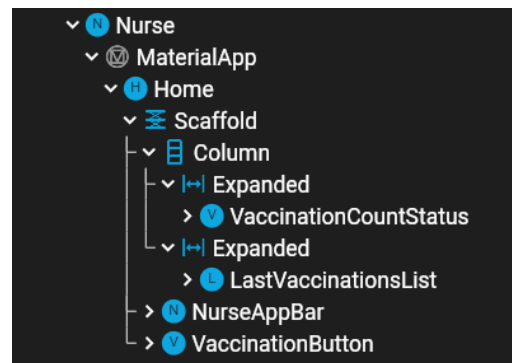 N Nurse
M MaterialApp
H Home
Scaffold
Column
Expanded
V VaccinationCountStatus
Expanded
L LastVaccinationsList
N NurseAppBar
V VaccinationButton